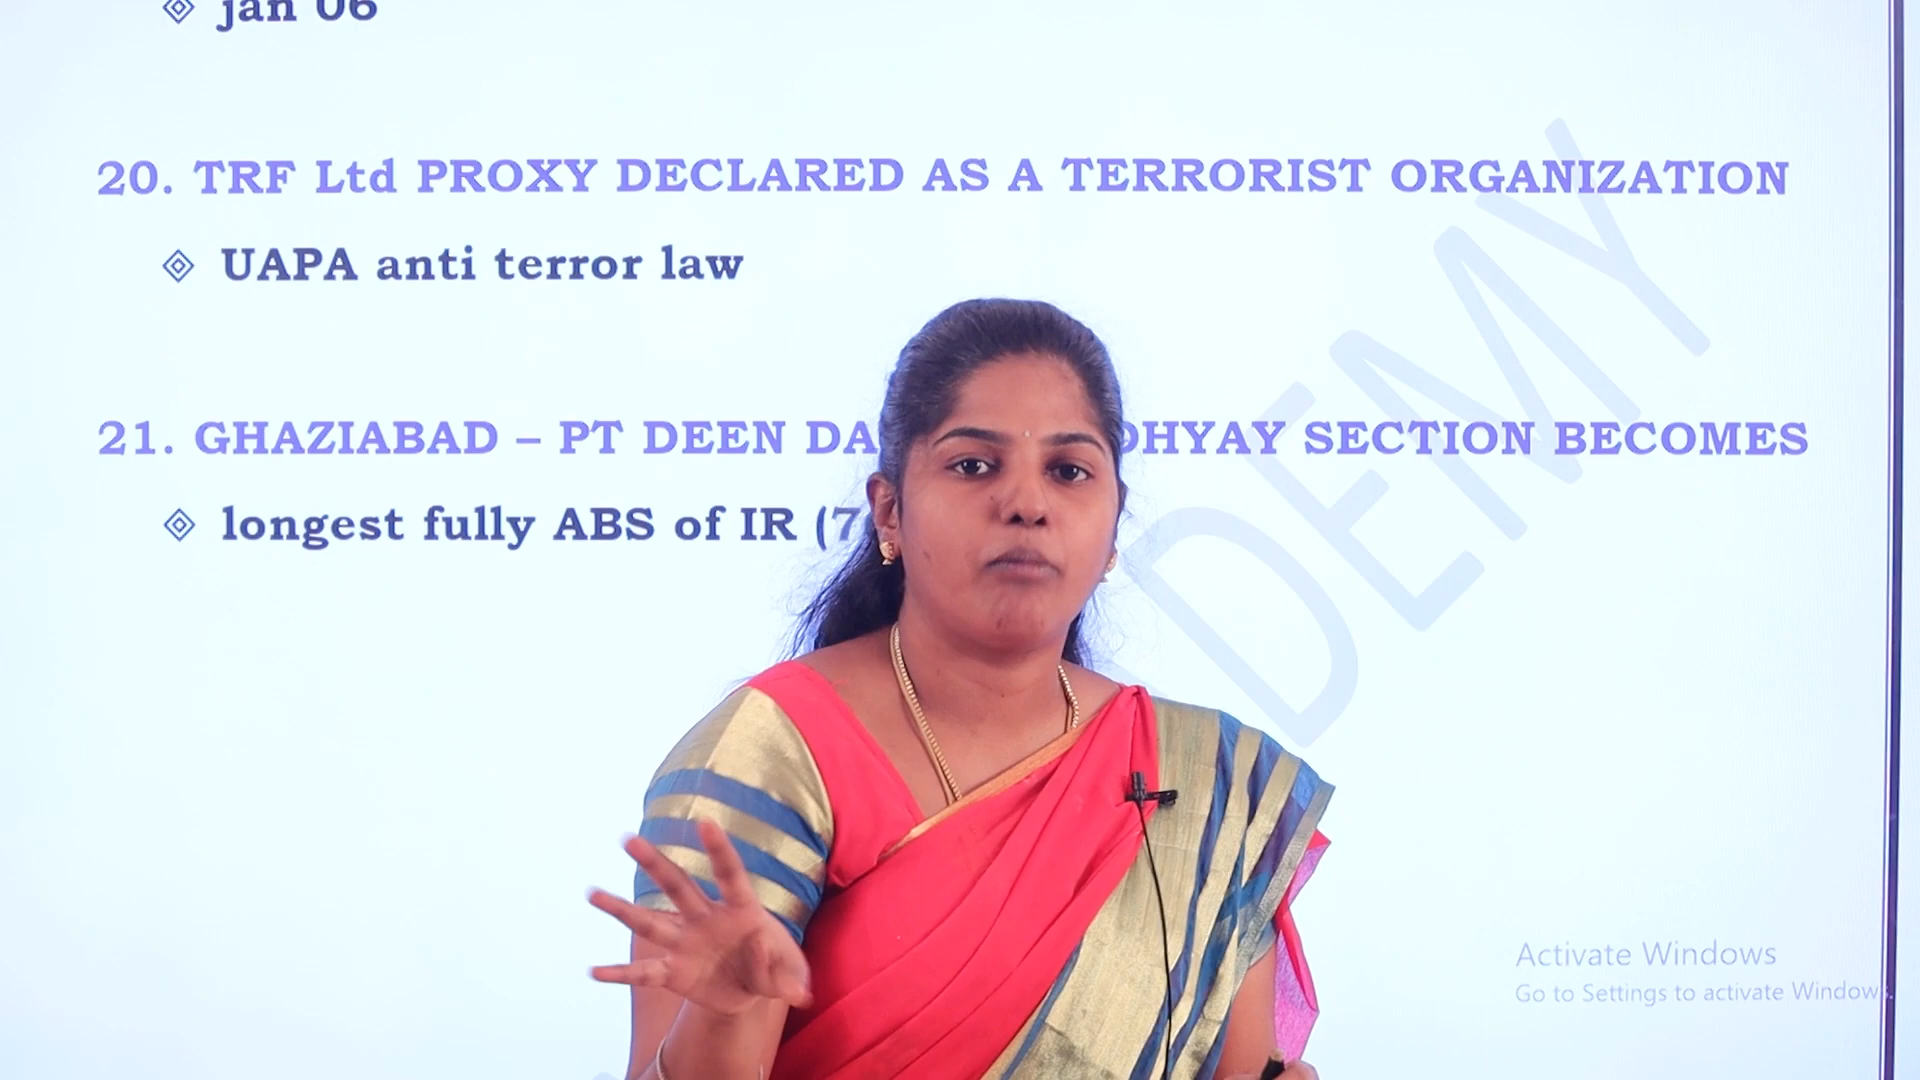 jan 06
20. TRF Ltd PROXY DECLARED AS A TERRORIST ORGANIZATION
UAPA anti terror law
21. GHAZIABAD – PT DEEN DA DHYAY SECTION BECOMES
longest fully ABS of IR (7
DEMY
Activate Windows
Go to Settings to activate Windows.